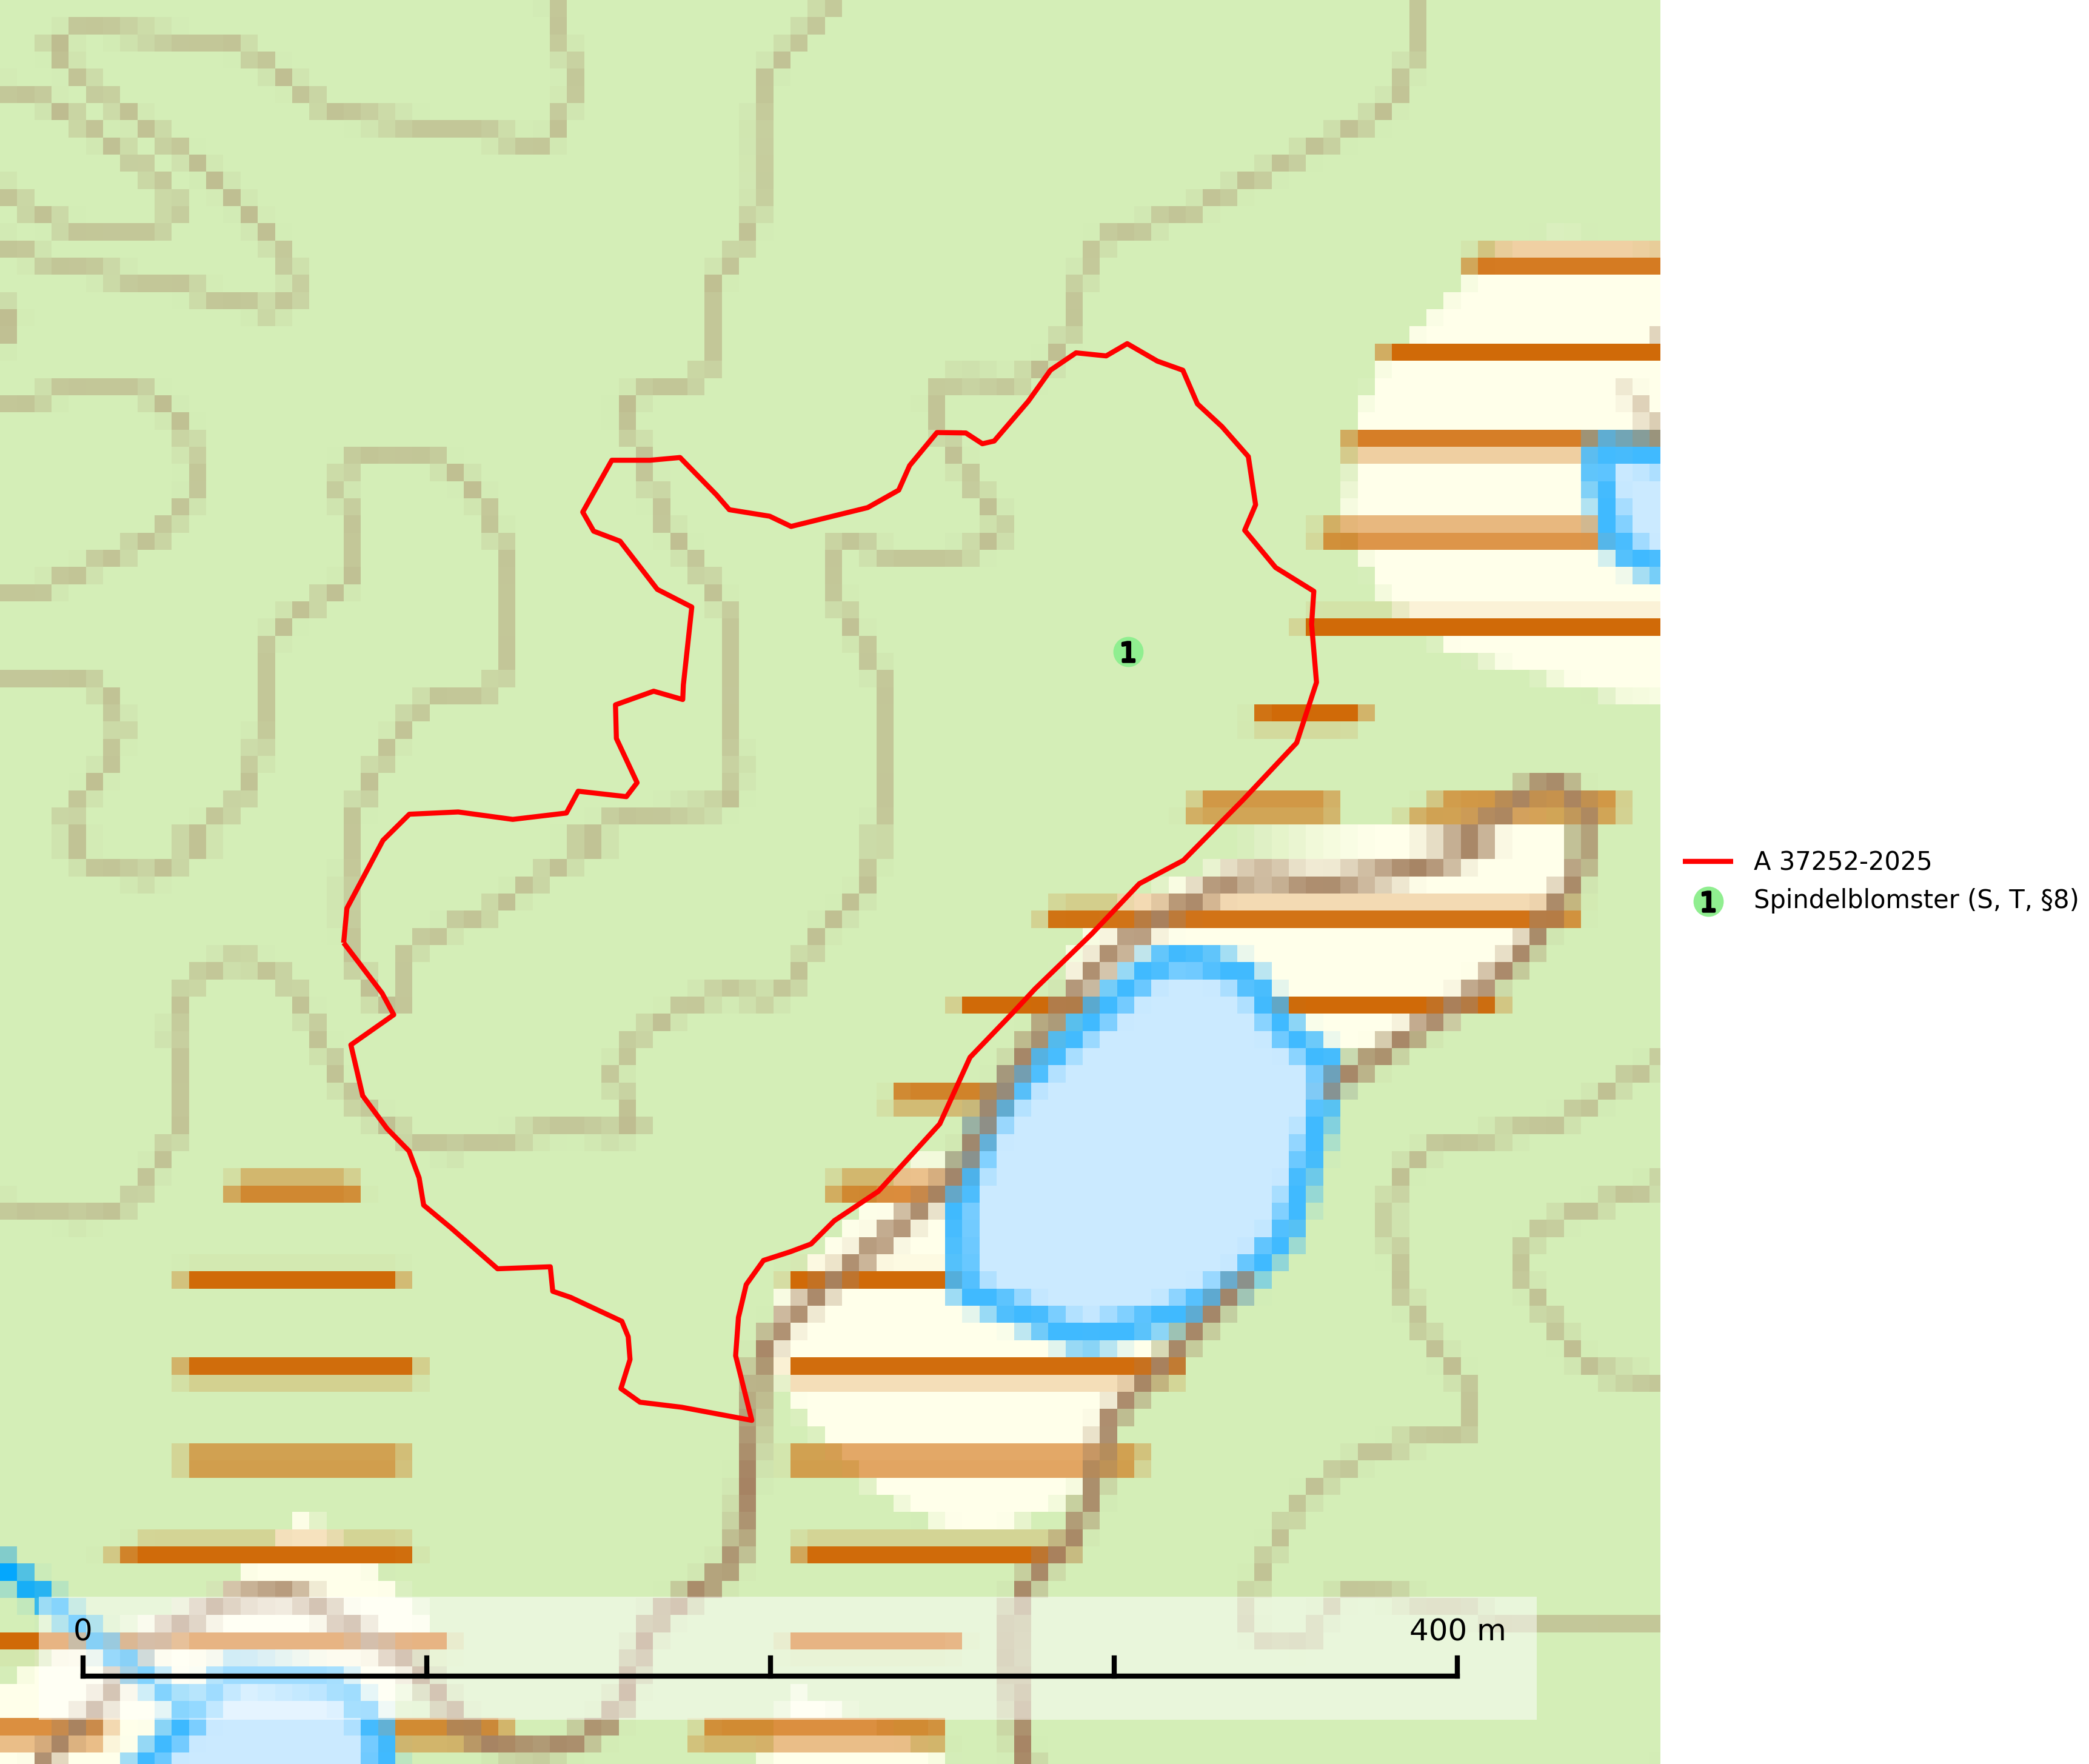 1
A 37252-2025
1 Spindelblomster (S, T, §8)
0 400 m